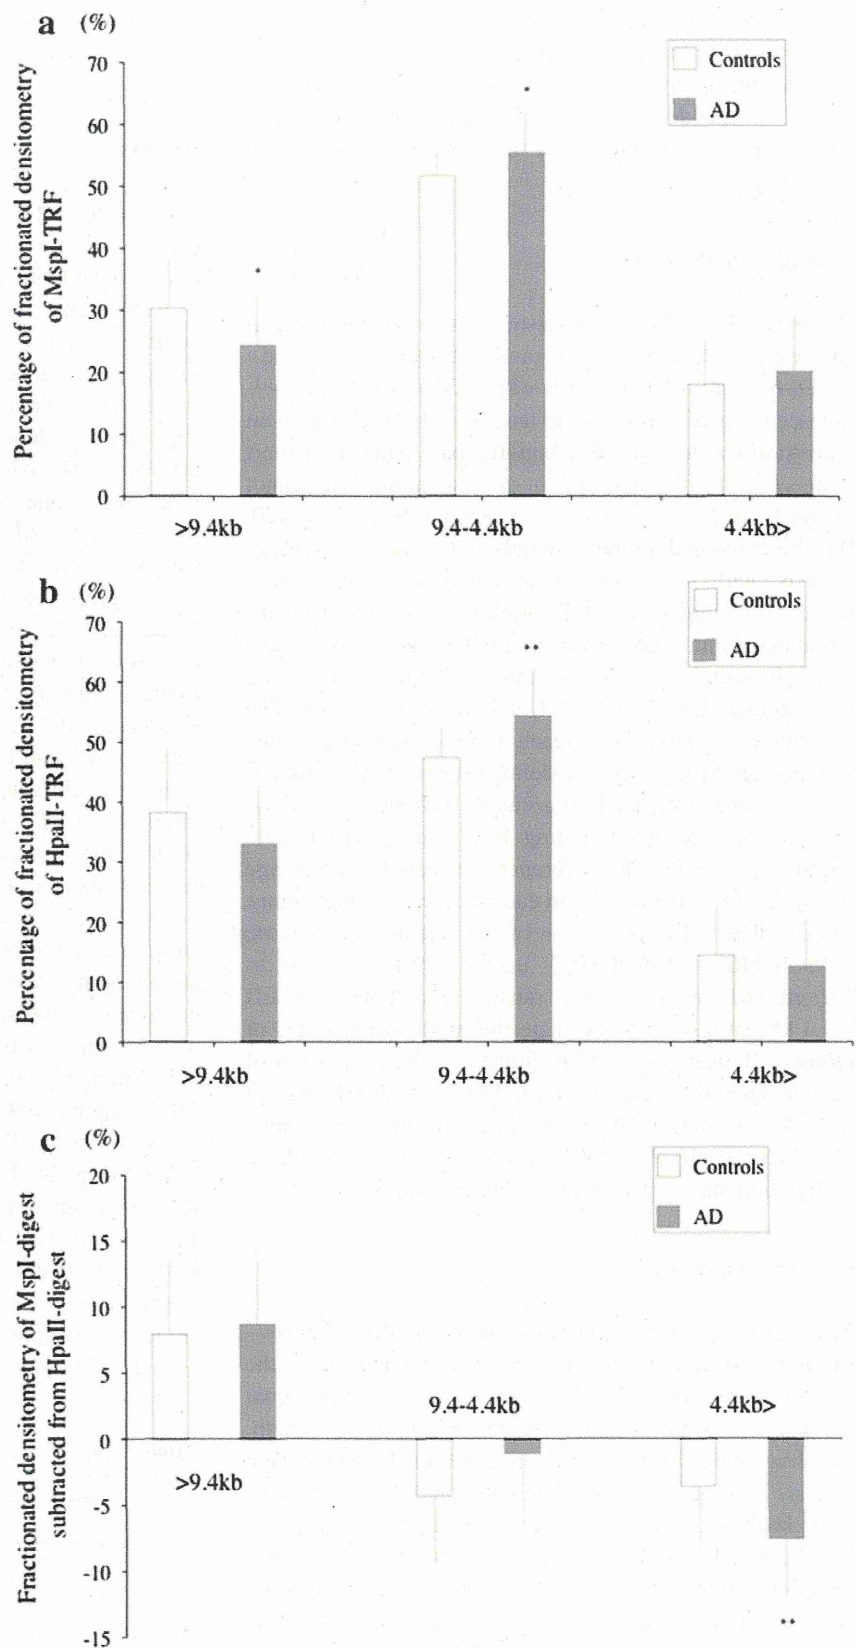 a (%)
Controls
AD
70
60
50
40
30
20
10
0
Percentage of fractionated densitometry
of MspI-TRF
>9.4kb 9.4-4.4kb 4.4kb>
b (%)
Controls
AD
70
60
50
40
30
20
10
0
Percentage of fractionated densitometry
of HpaII-TRF
>9.4kb 9.4-4.4kb 4.4kb>
c (%)
Controls
AD
20
15
10
5
0
-5
-10
-15
Fractionated densitometry of MspI-digest
subtracted from HpaII-digest
9.4-4.4kb 4.4kb>
>9.4kb